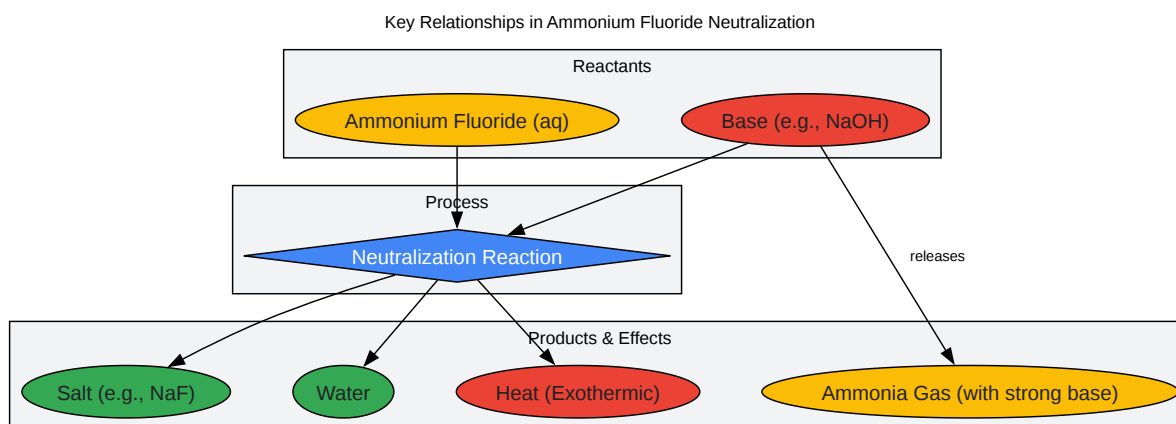 Key Relationships in Ammonium Fluoride Neutralization
Reactants
Ammonium Fluoride (aq)
Base (e.g., NaOH)
Process
Neutralization Reaction
releases
Products & Effects
Salt (e.g., NaF)
Water
Heat (Exothermic)
Ammonia Gas (with strong base)